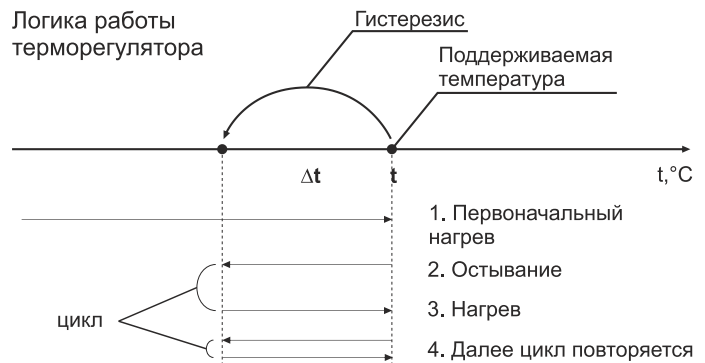 Логика работы
терморегулятора
Гистерезис
Поддерживаемая
температура
Δt
t
t,°C
1. Первоначальный
нагрев
2. Остывание
3. Нагрев
цикл
4. Далее цикл повторяется